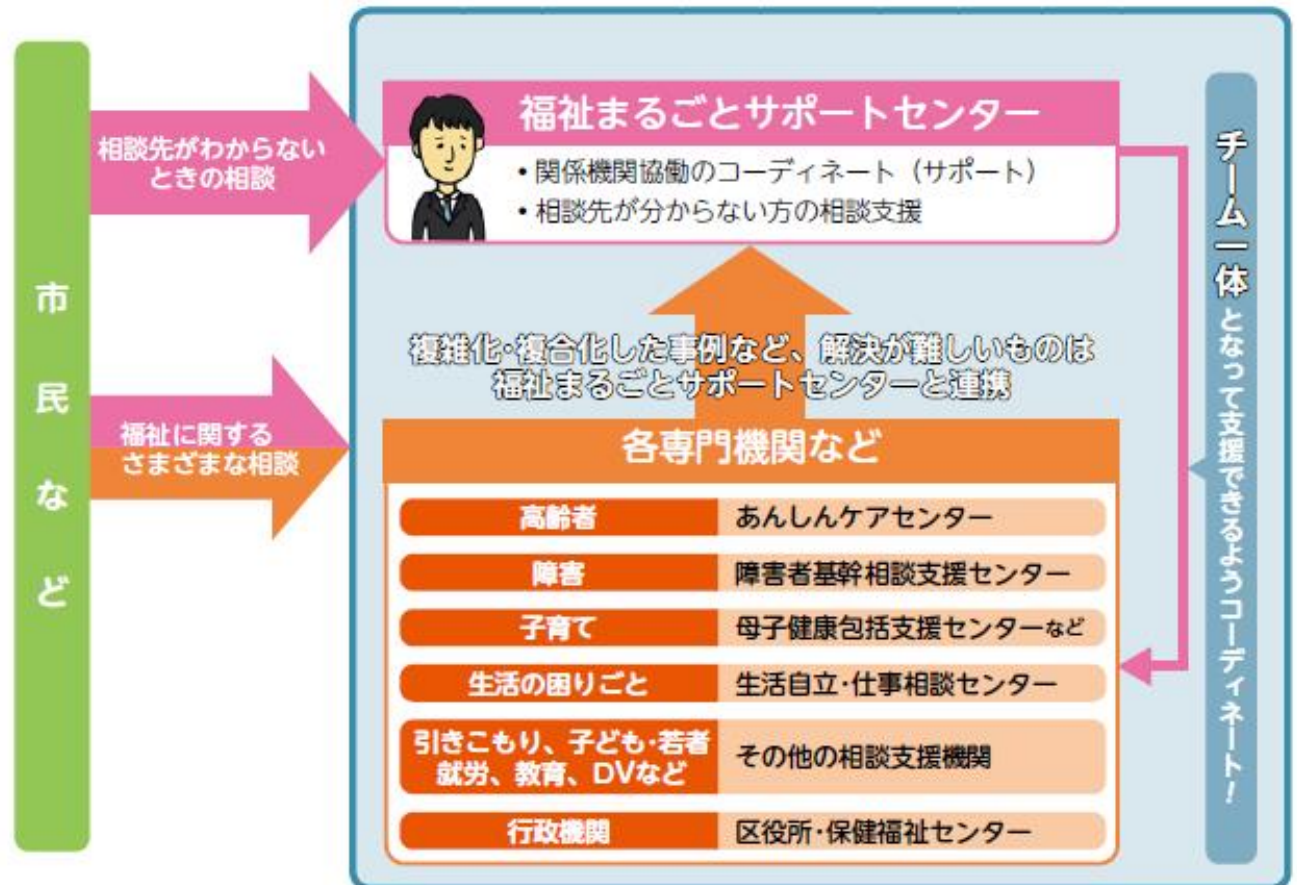 市民など
相談先がわからない
ときの相談
福祉に関する
さまざまな相談
福祉まるごとサポートセンター
・関係機関協働のコーディネート（サポート）
・相談先が分からない方の相談支援
複雑化・複合化した事例など、解決が難しいものは
福祉まるごとサポートセンターと連携
各専門機関など
高齢者 あんしんケアセンター
障害 障害者基幹相談支援センター
子育て 母子健康包括支援センターなど
生活の困りごと 生活自立・仕事相談センター
引きこもり、子ども・若者
就労、教育、DVなど
その他の相談支援機関
行政機関 区役所・保健福祉センター
チーム一体となって支援できるようコーディネート！